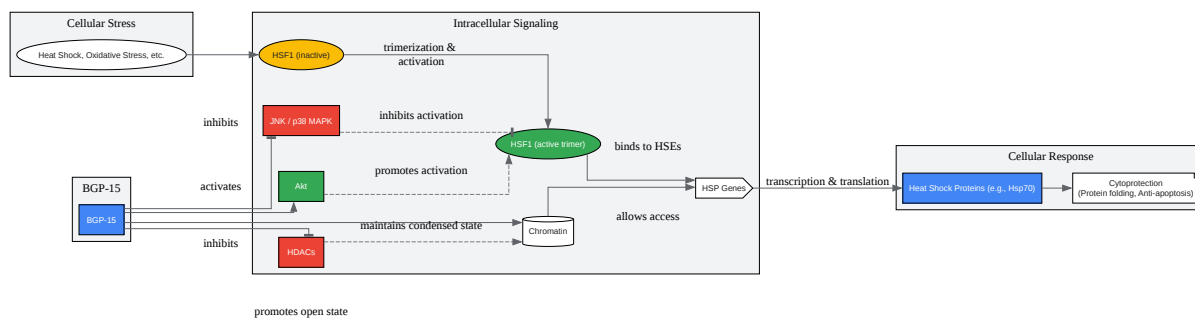 Cellular Stress
Heat Shock, Oxidative Stress, etc.
Intracellular Signaling
HSF1 (inactive)
trimerization &
activation
JNK / p38 MAPK
inhibits activation
inhibits
HSF1 (active trimer)
binds to HSEs
promotes activation
Akt
activates
BGP-15
BGP-15
HSP Genes
transcription & translation
Cellular Response
Heat Shock Proteins (e.g., Hsp70)
Cytoprotection
(Protein folding, Anti-apoptosis)
allows access
maintains condensed state
Chromatin
inhibits
HDACs
promotes open state